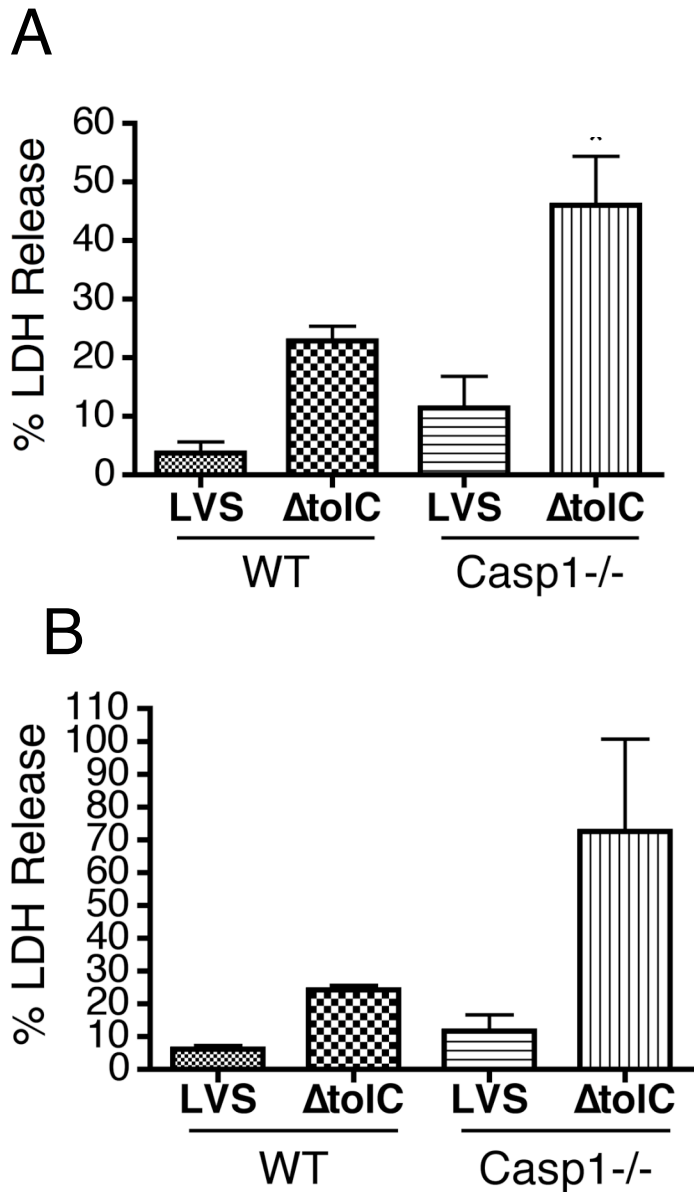 A
% LDH Release
60
50
40
30
20
10
0
*
LVS ΔtolC LVS ΔtolC
WT Casp1-/-
B
% LDH Release
110
100
90
80
70
60
50
40
30
20
10
0
LVS ΔtolC LVS ΔtolC
WT Casp1-/-